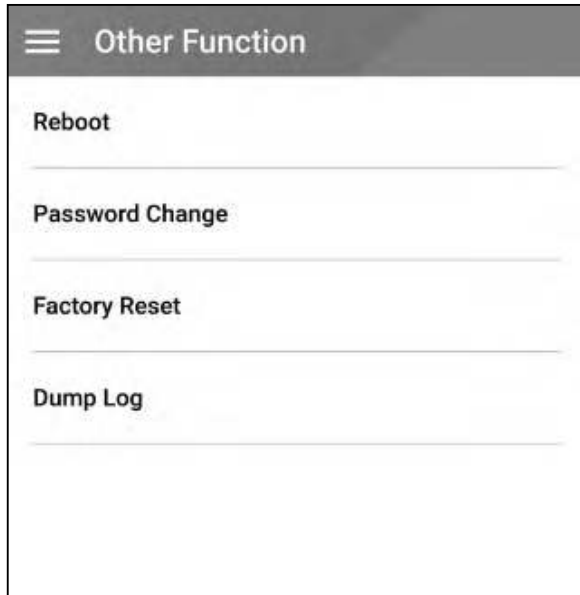 Other Function
Reboot
Password Change
Factory Reset
Dump Log